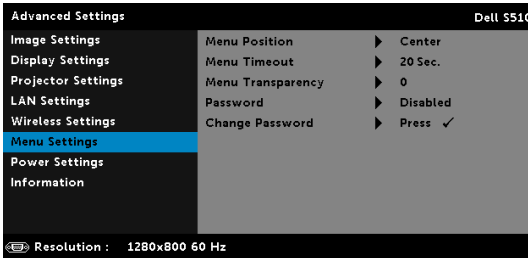 Advanced Settings Dell S510
Image Settings
Display Settings
Projector Settings
LAN Settings
Wireless Settings
Menu Settings
Power Settings
Information
Menu Position Center
Menu Timeout 20 Sec.
Menu Transparency 0
Password Disabled
Change Password Press ✓
Resolution : 1280x800 60 Hz